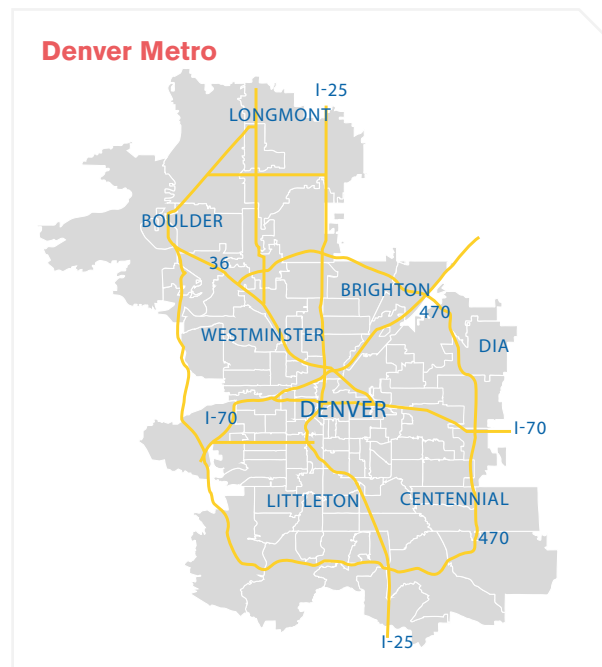 Denver Metro
I-25
LONGMONT
BOULDER
36
BRIGHTON
470
WESTMINSTER
DIA
DENVER
I-70
I-70
LITTLETON
CENTENNIAL
470
I-25